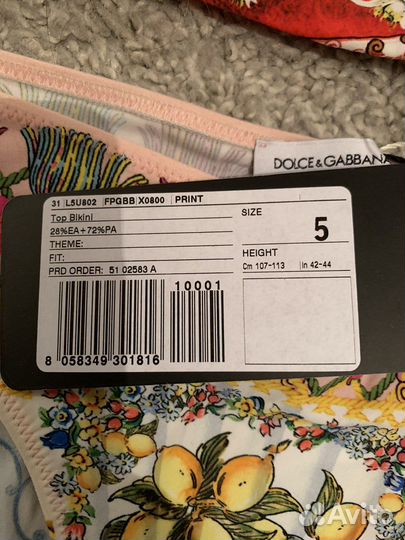 DOLCE&GABBANA
31 L5U802 FPGBB X0800 PRINT
Top Bikini
28%EA+72%PA
THEME:
FIT:
PRD ORDER: 51 02583 A
SIZE
5
HEIGHT
Cm 107-113 In 42-44
10001
8 058349 301816
Avito